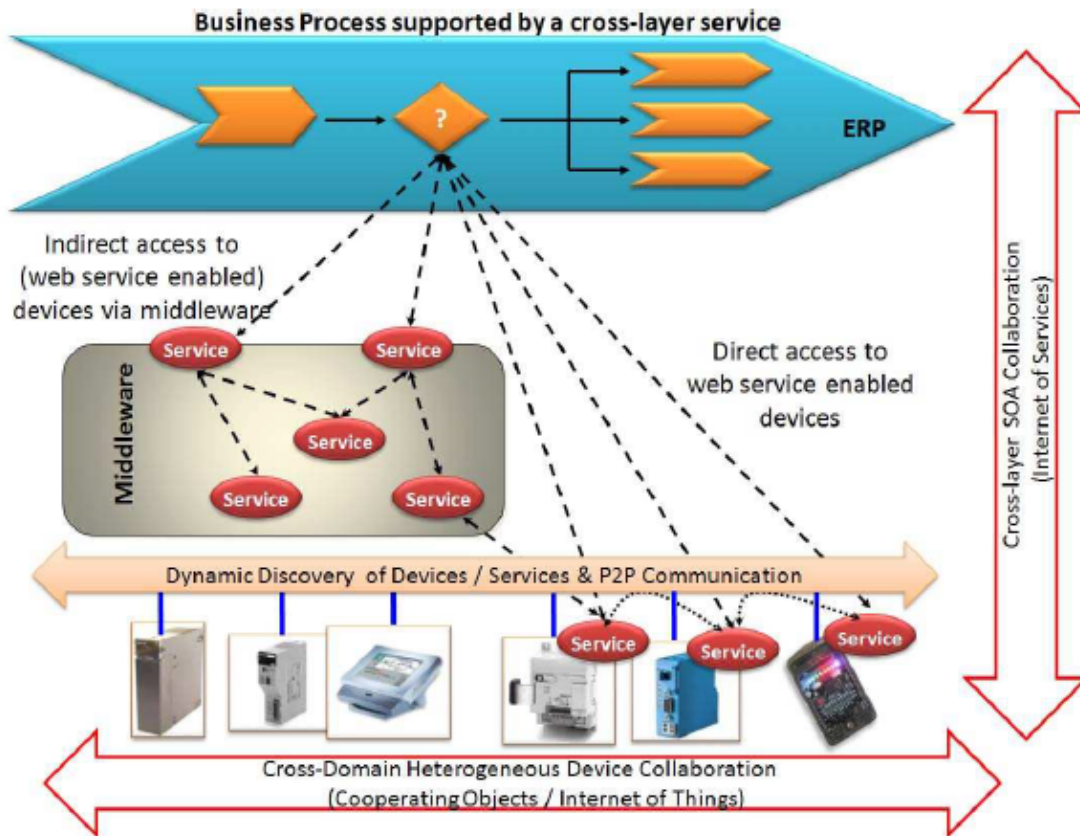 Business Process supported by a cross-layer service
?
ERP
Indirect access to
(web service enabled)
devices via middleware
Direct access to
web service enabled
devices
Middleware
Service
Service
Service
Service
Service
Dynamic Discovery of Devices / Services & P2P Communication
Service
Service
Service
Cross-Domain Heterogeneous Device Collaboration
(Cooperating Objects / Internet of Things)
Cross-layer SOA Collaboration
(Internet of Services)